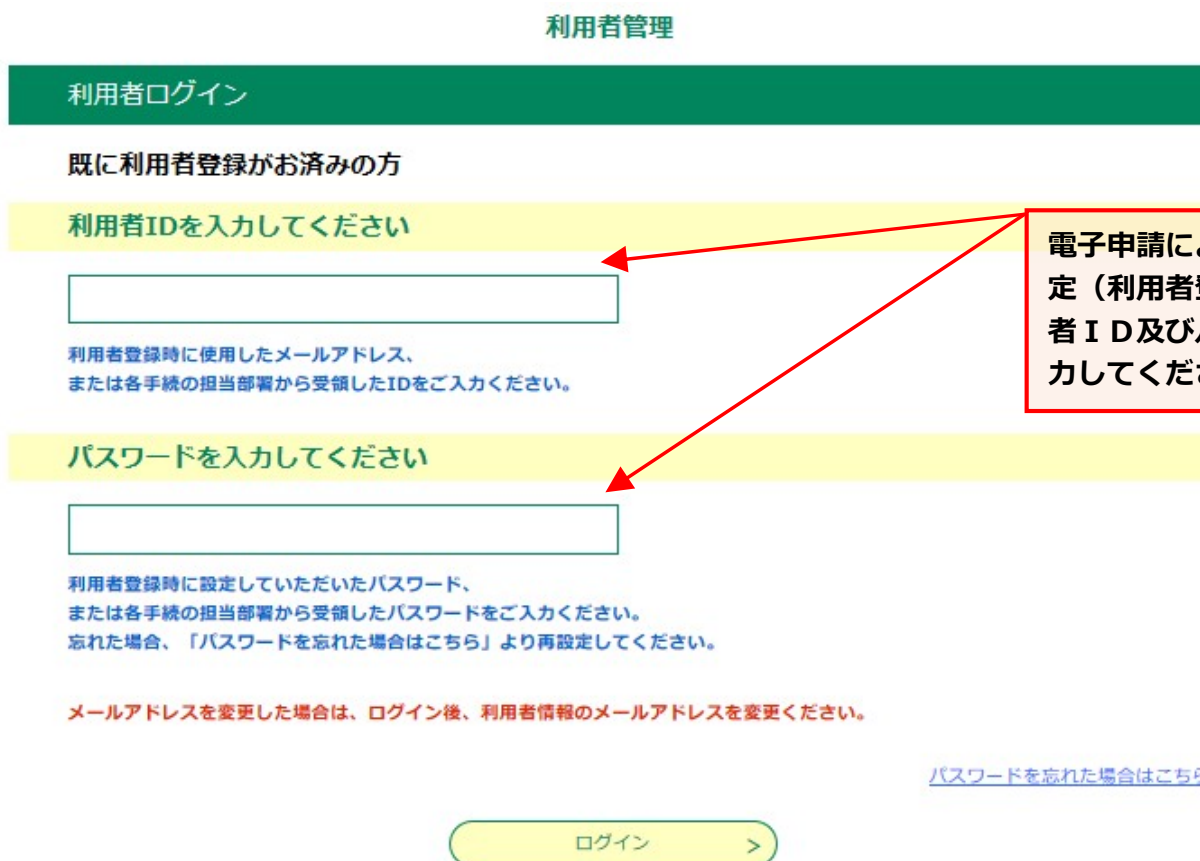 利用者管理
利用者ログイン
既に利用者登録がお済みの方
利用者IDを入力してください
電子申請に
定（利用者
者ＩＤ及び
力してくだ
利用者登録時に使用したメールアドレス、
または各手続の担当部署から受領したIDをご入力ください。
パスワードを入力してください
利用者登録時に設定していただいたパスワード、
または各手続の担当部署から受領したパスワードをご入力ください。
忘れた場合、「パスワードを忘れた場合はこちら」より再設定してください。
メールアドレスを変更した場合は、ログイン後、利用者情報のメールアドレスを変更ください。
パスワードを忘れた場合はこちら
ログイン >